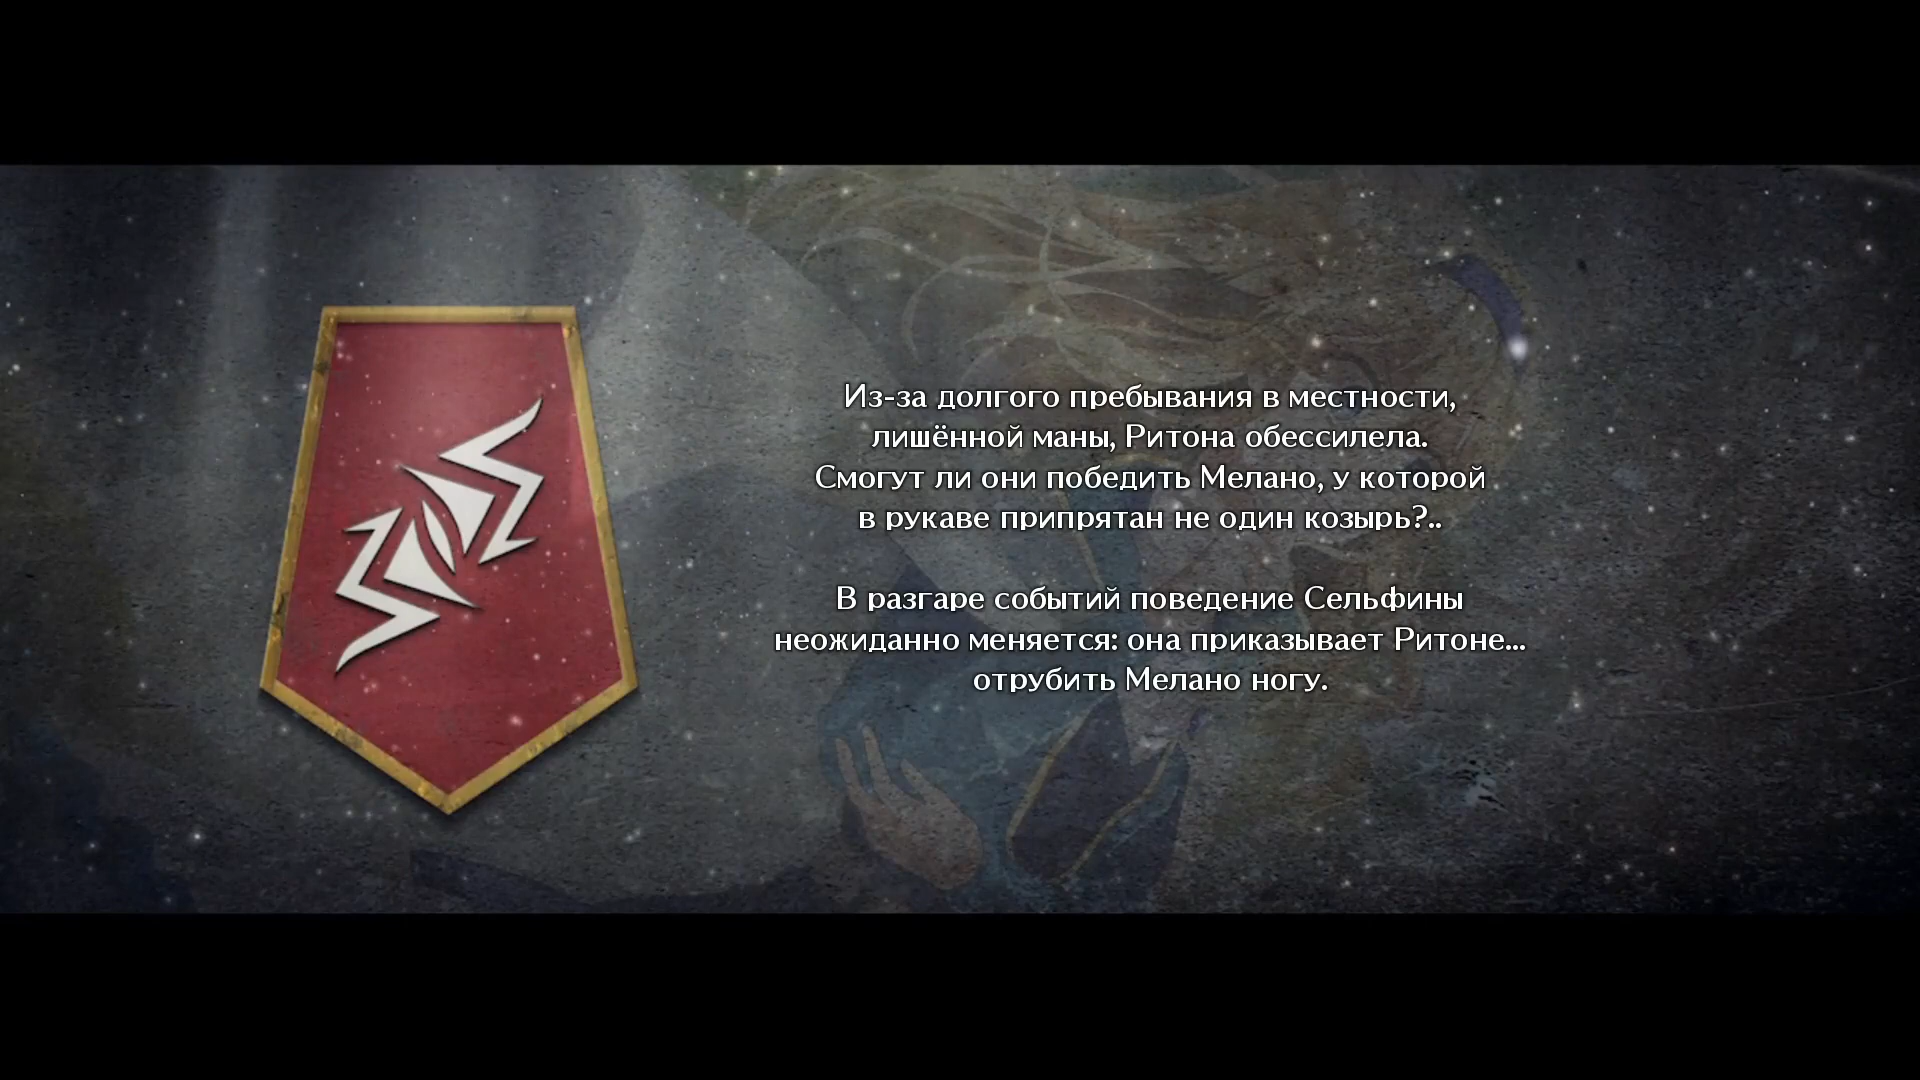 Из-за долгого пребывания в местности,
лишённой маны, Ритона обессилела.
Смогут ли они победить Мелано, у которой
в рукаве припрятан не один козырь?..
В разгаре событий поведение Сельфины
неожиданно меняется: она приказывает Ритоне...
отрубить Мелано ногу.